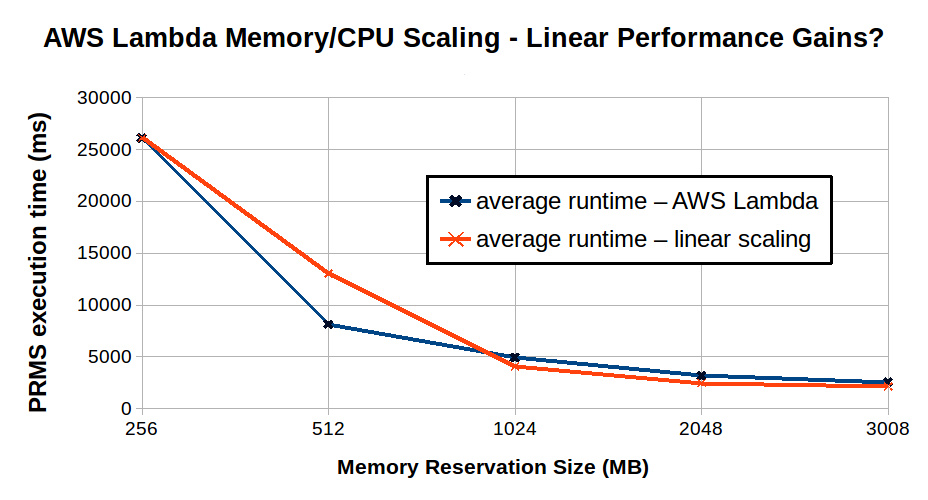 AWS Lambda Memory/CPU Scaling - Linear Performance Gains?
30000
25000
20000
15000
10000
5000
0
PRMS execution time (ms)
average runtime – AWS Lambda
average runtime – linear scaling
256 512 1024 2048 3008
Memory Reservation Size (MB)